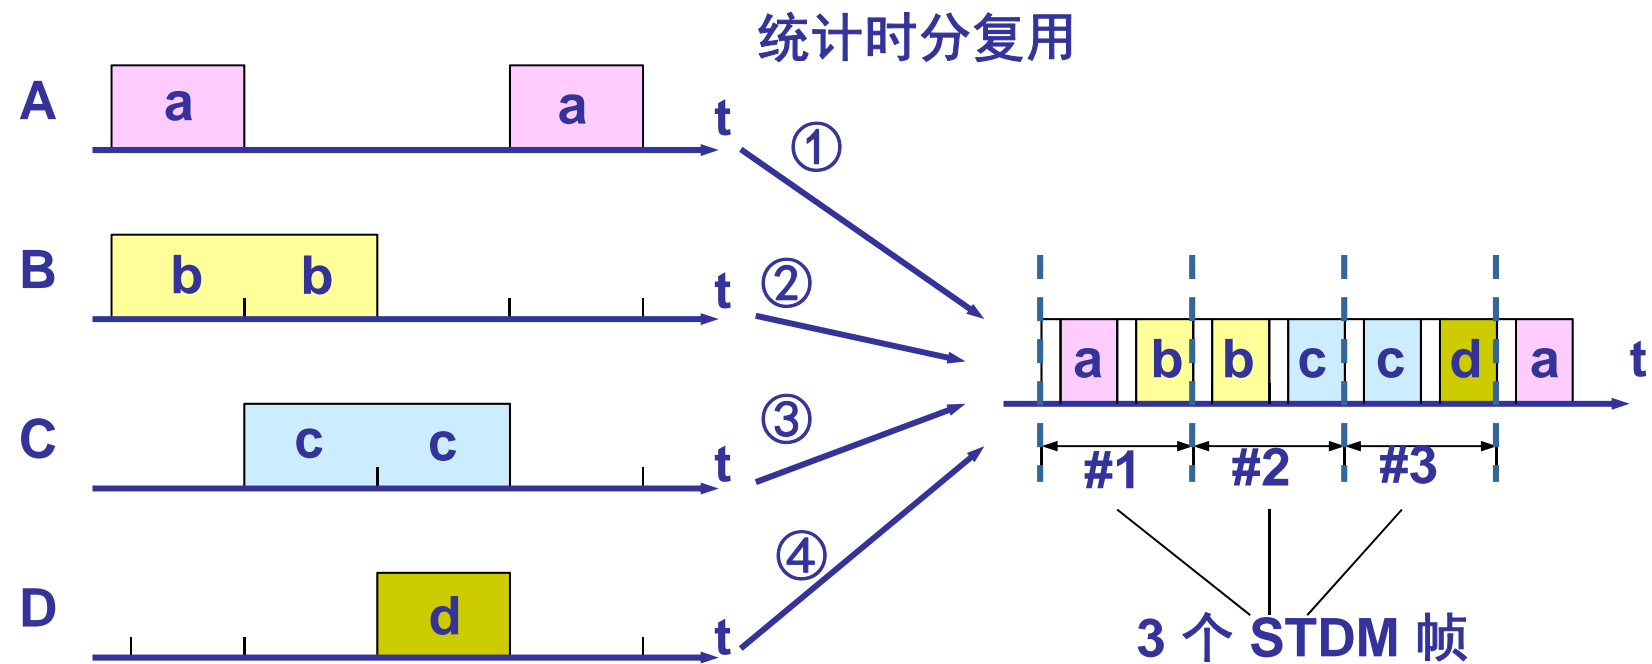 统计时分复用
A a a t
①
B b b t
②
a b b c c d a t
C c c t
③
#1 #2 #3
D d t
④
3 个 STDM 帧